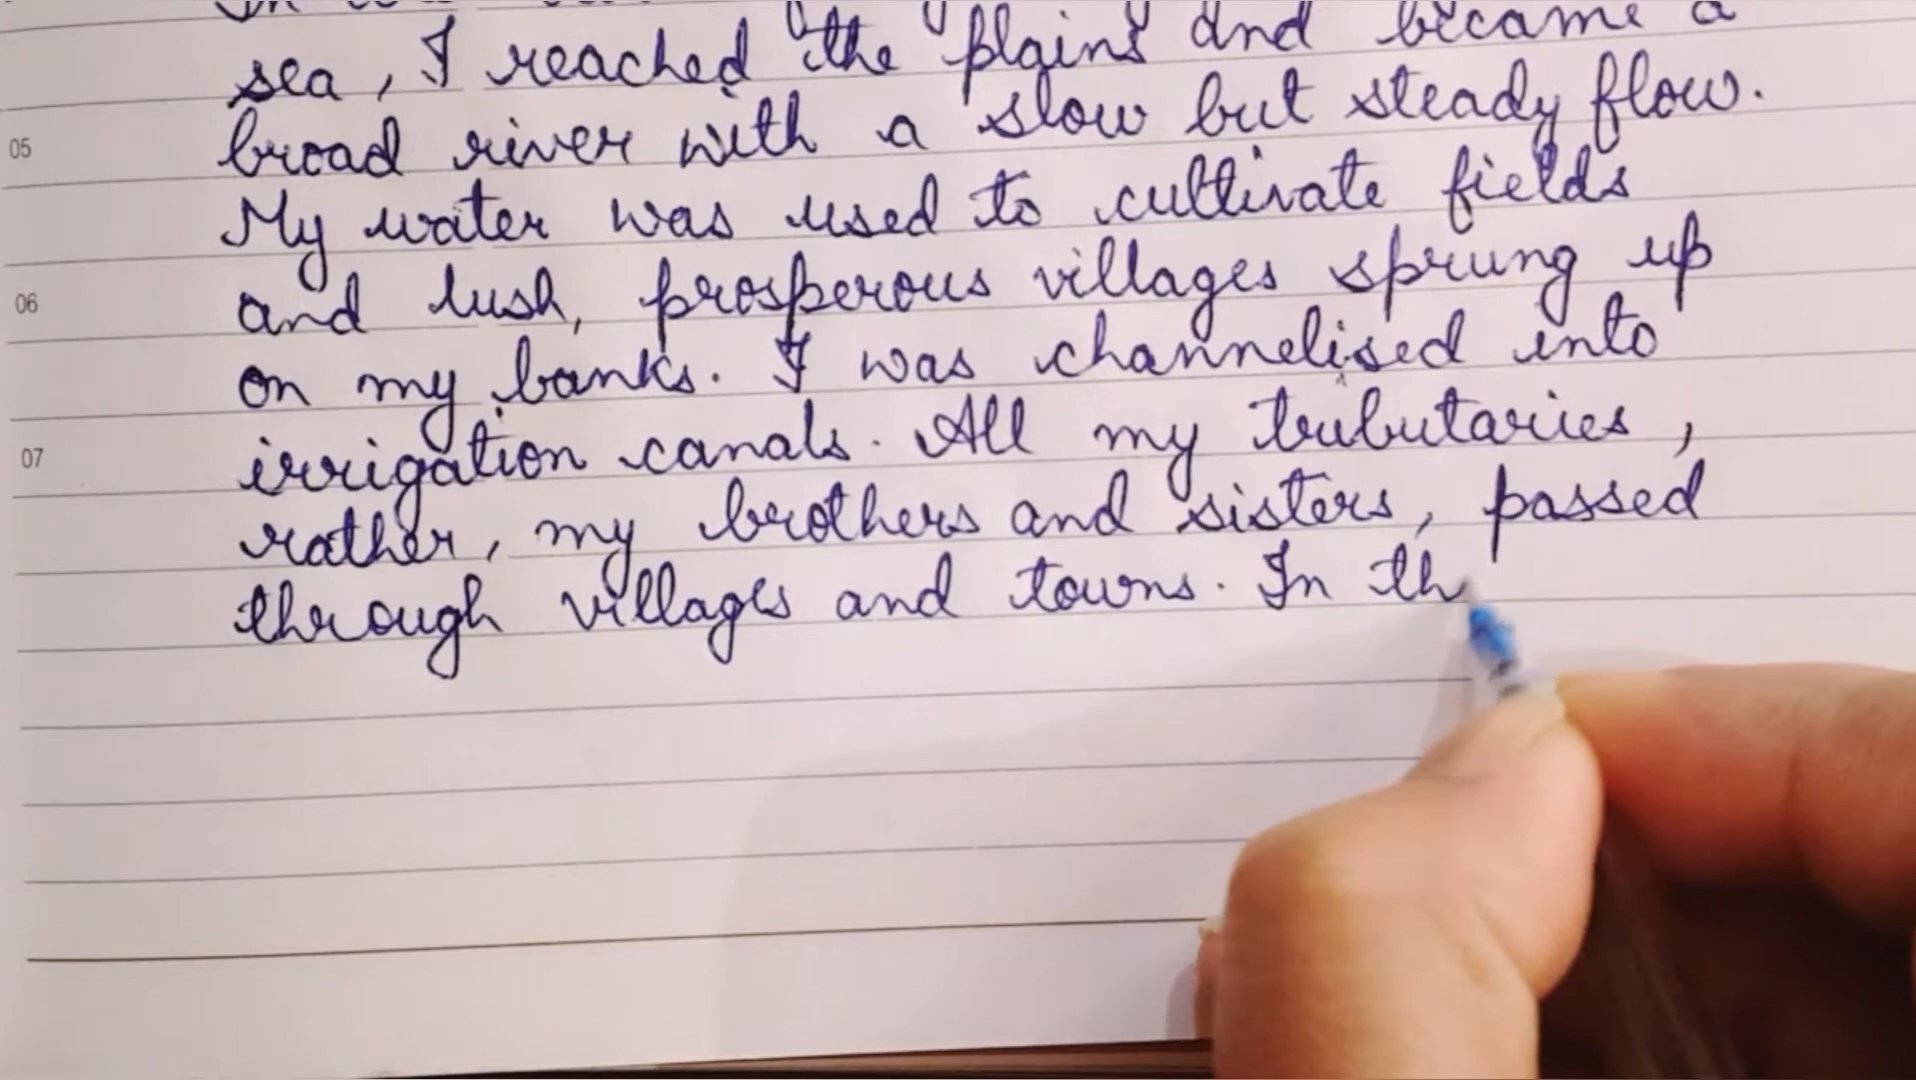 sea, I reached the plains and became a
05 broad river with a slow but steady flow.
My water was used to cultivate fields
06 and lush, prosperous villages sprung up
on my banks. I was channelised into
07 irrigation canals. All my tributaries,
rather, my brothers and sisters, passed
through villages and towns. In th